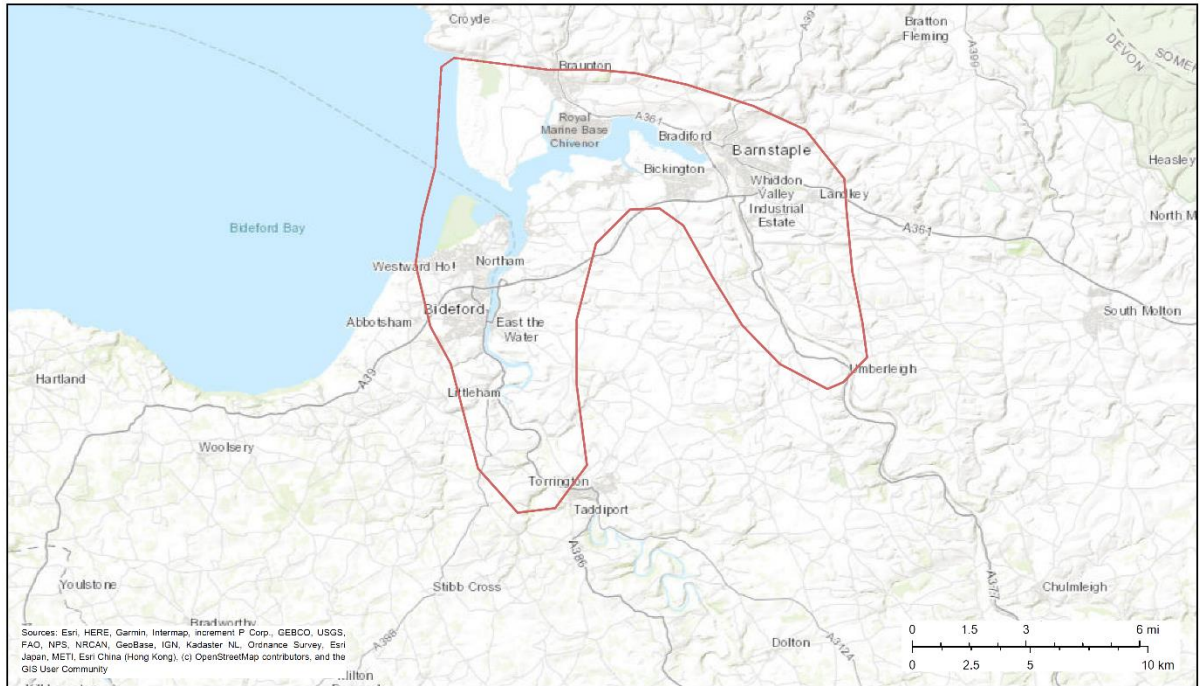 Croyde
A39
Bratton
Fleming
A399
DEVON
SOMER
Braunton
Royal
Marine Base
Chivenor
A361
Bradiford
Barnstaple
Bickington
Whiddon
Valley
Industrial
Estate
Landkey
Heasley
North M
A361
Bideford Bay
Westward Ho!
Northam
Bideford
Abbotsham
East the
Water
South Molton
Hartland
A39
Littleham
Umberleigh
Woolsery
Torrington
Taddiport
A386
A377
Youlstone
Stibb Cross
Chulmleigh
Bradworthy
A388
Dolton
A3124
Sources: Esri, HERE, Garmin, Intermap, increment P Corp., GEBCO, USGS,
FAO, NPS, NRCAN, GeoBase, IGN, Kadaster NL, Ordnance Survey, Esri
Japan, METI, Esri China (Hong Kong), (c) OpenStreetMap contributors, and the
GIS User Community
0 1.5 3 6 mi
0 2.5 5 10 km